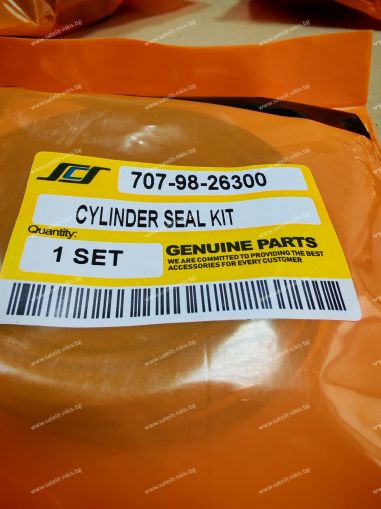 SCS
707-98-26300
CYLINDER SEAL KIT
Quantity:
1 SET
GENUINE PARTS
WE ARE COMMITTED TO PROVIDING THE BEST
ACCESSORIES FOR EVERY CUSTOMER
www.satelit-nikis.bg